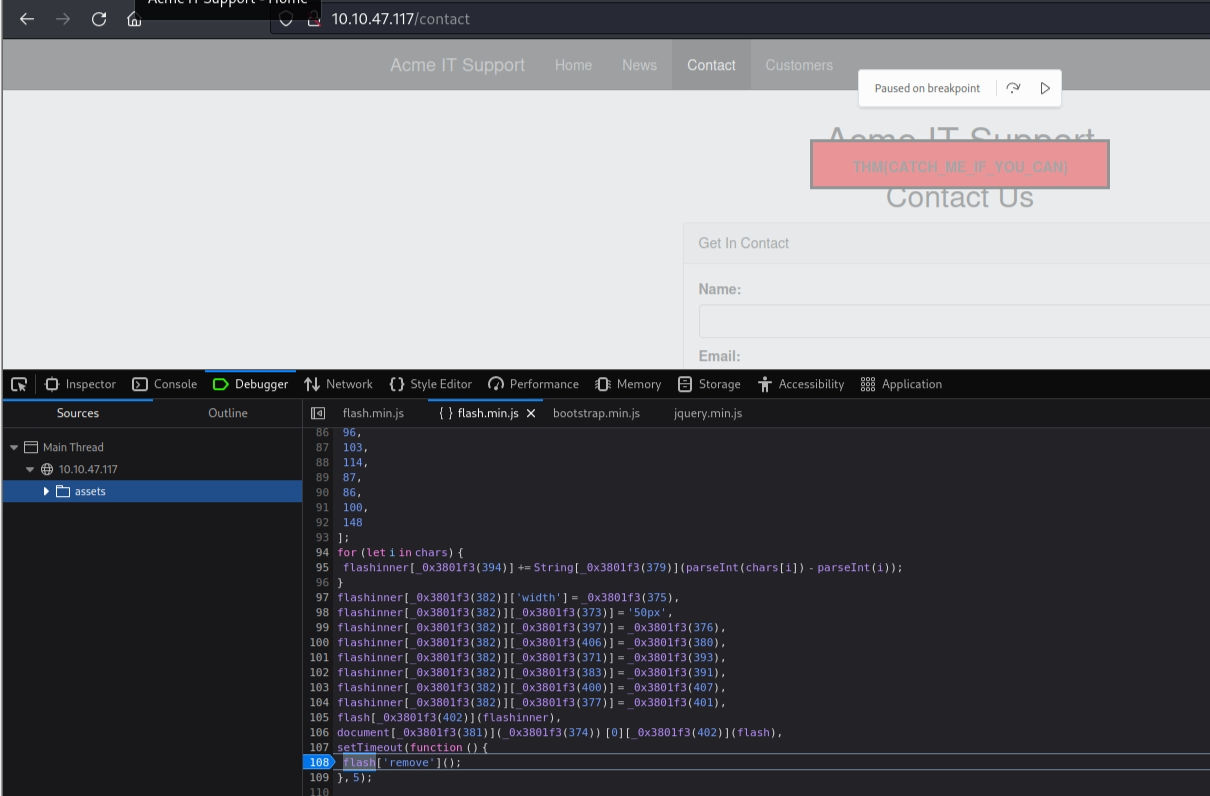 Acme IT Support - Home
10.10.47.117/contact
Acme IT Support Home News Contact Customers
Paused on breakpoint
Acme IT Support
THM{CATCH_ME_IF_YOU_CAN}
Contact Us
Get In Contact
Name:
Email:
Inspector Console Debugger Network {} Style Editor Performance Memory Storage Accessibility Application
Sources Outline flash.min.js {} flash.min.js bootstrap.min.js jquery.min.js
Main Thread
10.10.47.117
assets
86 96,
87 103,
88 114,
89 87,
90 86,
91 100,
92 148
93 ];
94 for (let i in chars) {
95 flashinner[_0x3801f3(394)] += String[_0x3801f3(379)](parseInt(chars[i]) - parseInt(i));
96 }
97 flashinner[_0x3801f3(382)]['width'] = _0x3801f3(375),
98 flashinner[_0x3801f3(382)][_0x3801f3(373)] = '50px',
99 flashinner[_0x3801f3(382)][_0x3801f3(397)] = _0x3801f3(376),
100 flashinner[_0x3801f3(382)][_0x3801f3(406)] = _0x3801f3(380),
101 flashinner[_0x3801f3(382)][_0x3801f3(371)] = _0x3801f3(393),
102 flashinner[_0x3801f3(382)][_0x3801f3(383)] = _0x3801f3(391),
103 flashinner[_0x3801f3(382)][_0x3801f3(400)] = _0x3801f3(407),
104 flashinner[_0x3801f3(382)][_0x3801f3(377)] = _0x3801f3(401),
105 flash[_0x3801f3(402)](flashinner),
106 document[_0x3801f3(381)](_0x3801f3(374)) [0][_0x3801f3(402)](flash),
107 setTimeout(function () {
108 flash['remove']();
109 }, 5);
110